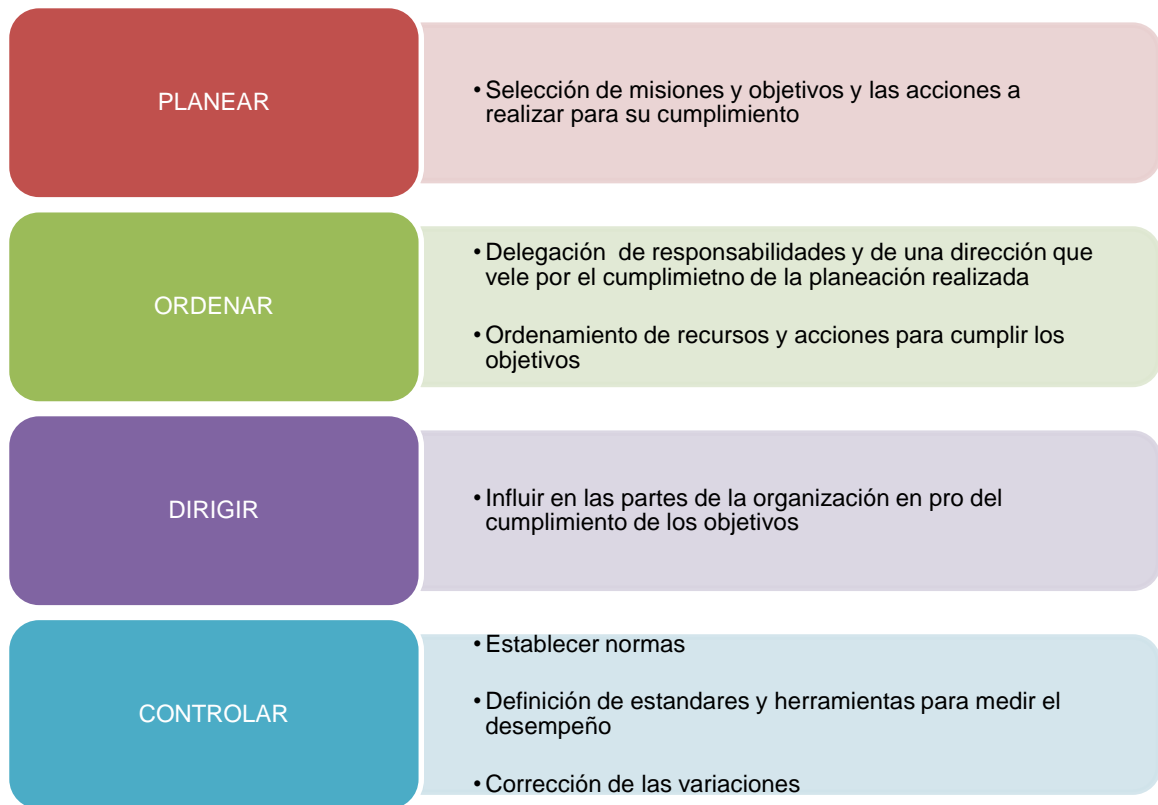 PLANEAR
• Selección de misiones y objetivos y las acciones a
realizar para su cumplimiento
ORDENAR
• Delegación de responsabilidades y de una dirección que
vele por el cumplimietno de la planeación realizada
• Ordenamiento de recursos y acciones para cumplir los
objetivos
DIRIGIR
• Influir en las partes de la organización en pro del
cumplimiento de los objetivos
CONTROLAR
• Establecer normas
• Definición de estandares y herramientas para medir el
desempeño
• Corrección de las variaciones